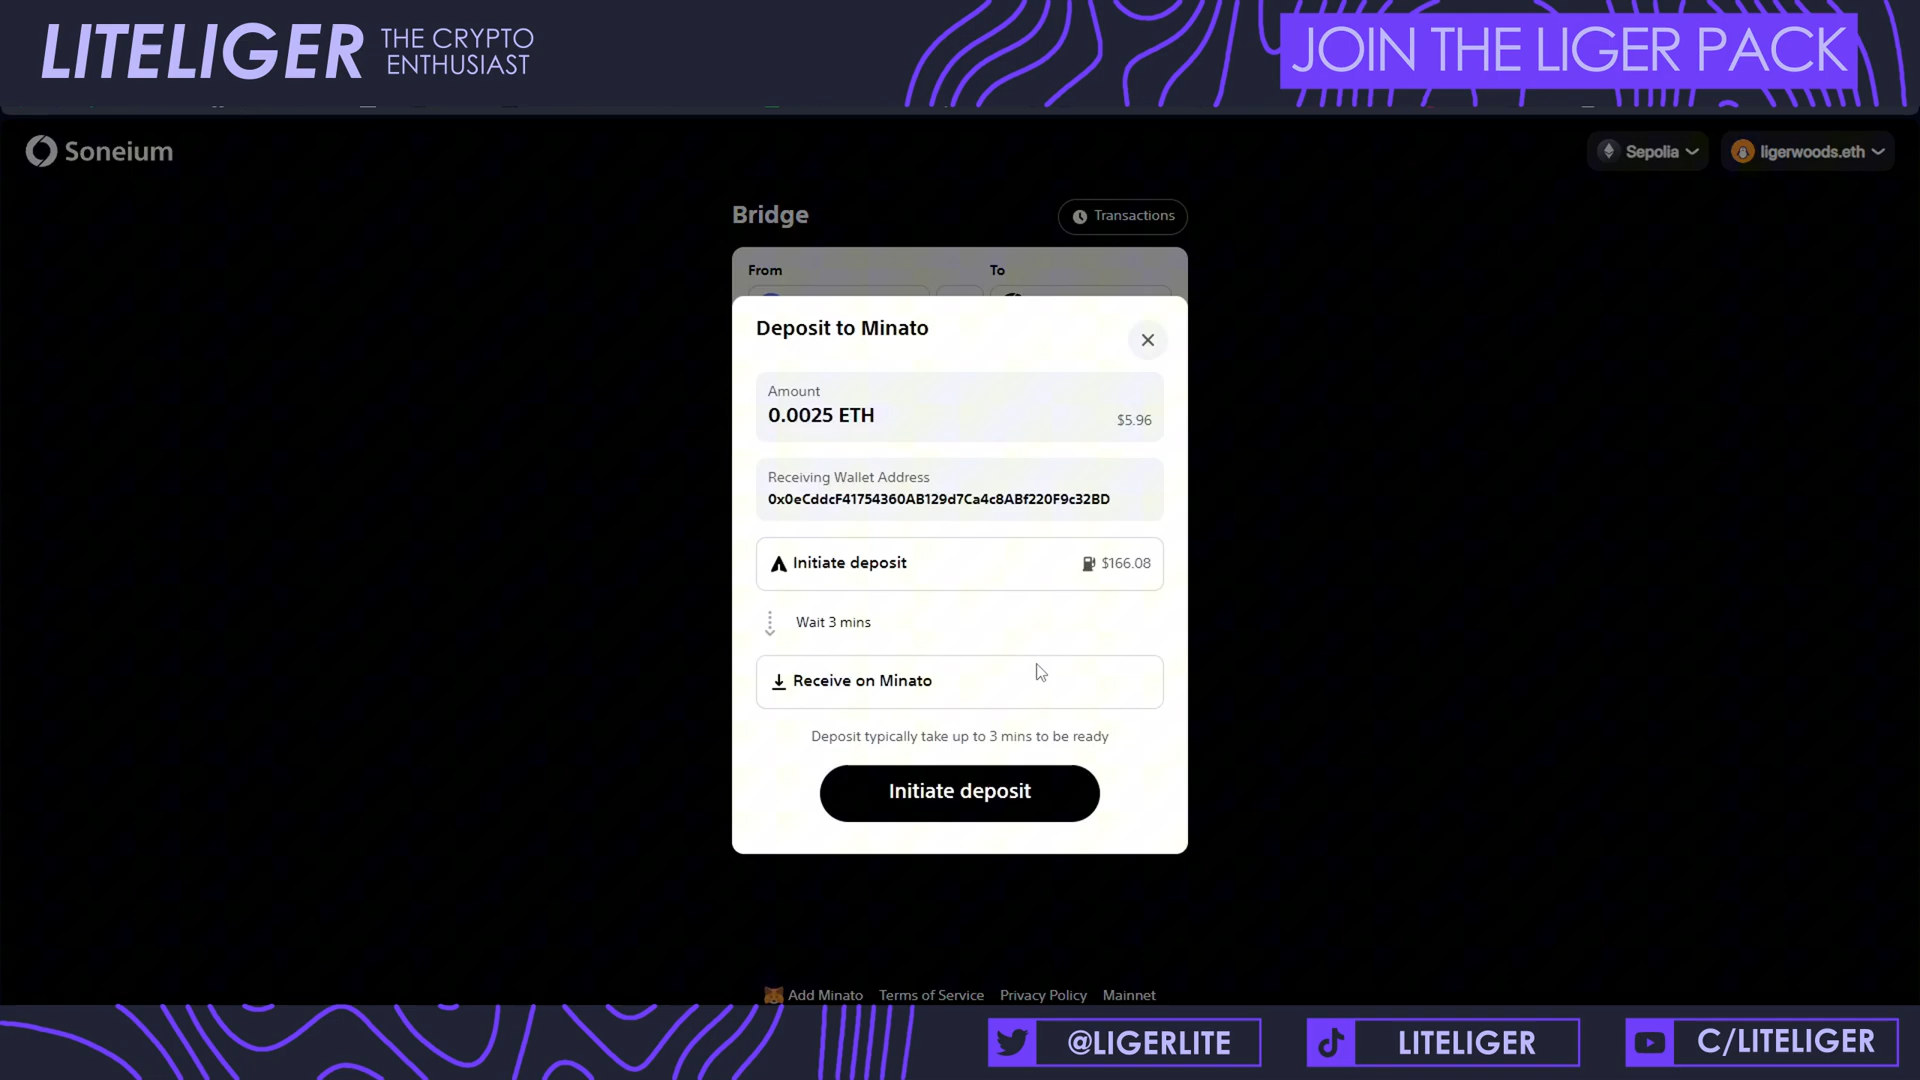 LITELIGER
THE CRYPTO
ENTHUSIAST
JOIN THE LIGER PACK
Soneium
Sepolia
ligerwoods.eth
Bridge
Transactions
From
To
Deposit to Minato
Amount
0.0025 ETH
$5.96
Receiving Wallet Address
0x0eCddcF41754360AB129d7Ca4c8ABf220F9c32BD
Initiate deposit
$166.08
Wait 3 mins
Receive on Minato
Deposit typically take up to 3 mins to be ready
Initiate deposit
Add Minato
Terms of Service
Privacy Policy
Mainnet
@LIGERLITE
LITELIGER
C/LITELIGER